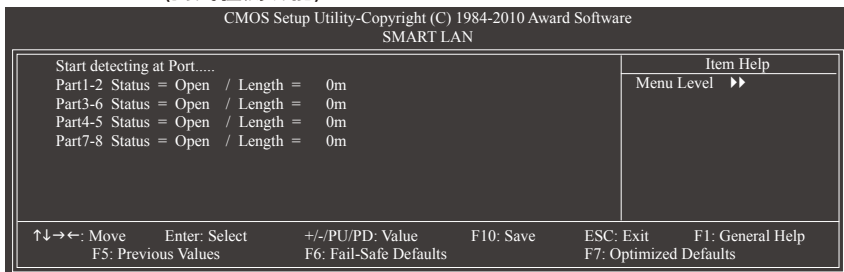 CMOS Setup Utility-Copyright (C) 1984-2010 Award Software
SMART LAN
Start detecting at Port.....
Part1-2 Status = Open / Length = 0m
Part3-6 Status = Open / Length = 0m
Part4-5 Status = Open / Length = 0m
Part7-8 Status = Open / Length = 0m
Item Help
Menu Level ▶▶
↑↓→←: Move Enter: Select +/-/PU/PD: Value F10: Save ESC: Exit F1: General Help
F5: Previous Values F6: Fail-Safe Defaults F7: Optimized Defaults